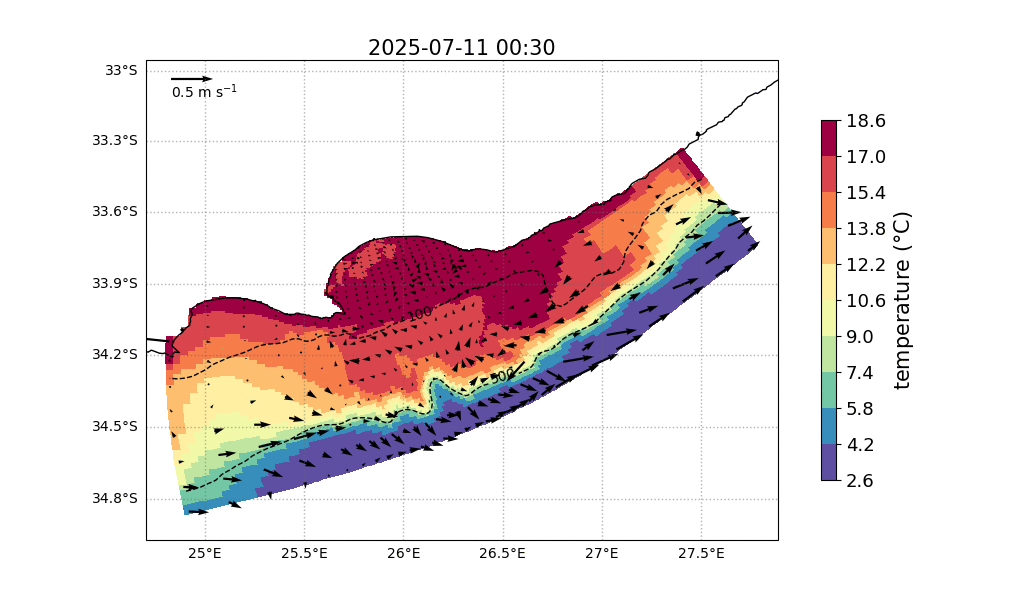 2025-07-11 00:30
0.5 m s⁻¹
33°S
33.3°S
33.6°S
33.9°S
34.2°S
34.5°S
34.8°S
25°E
25.5°E
26°E
26.5°E
27°E
27.5°E
100
500
18.6
17.0
15.4
13.8
12.2
10.6
9.0
7.4
5.8
4.2
2.6
temperature (°C)